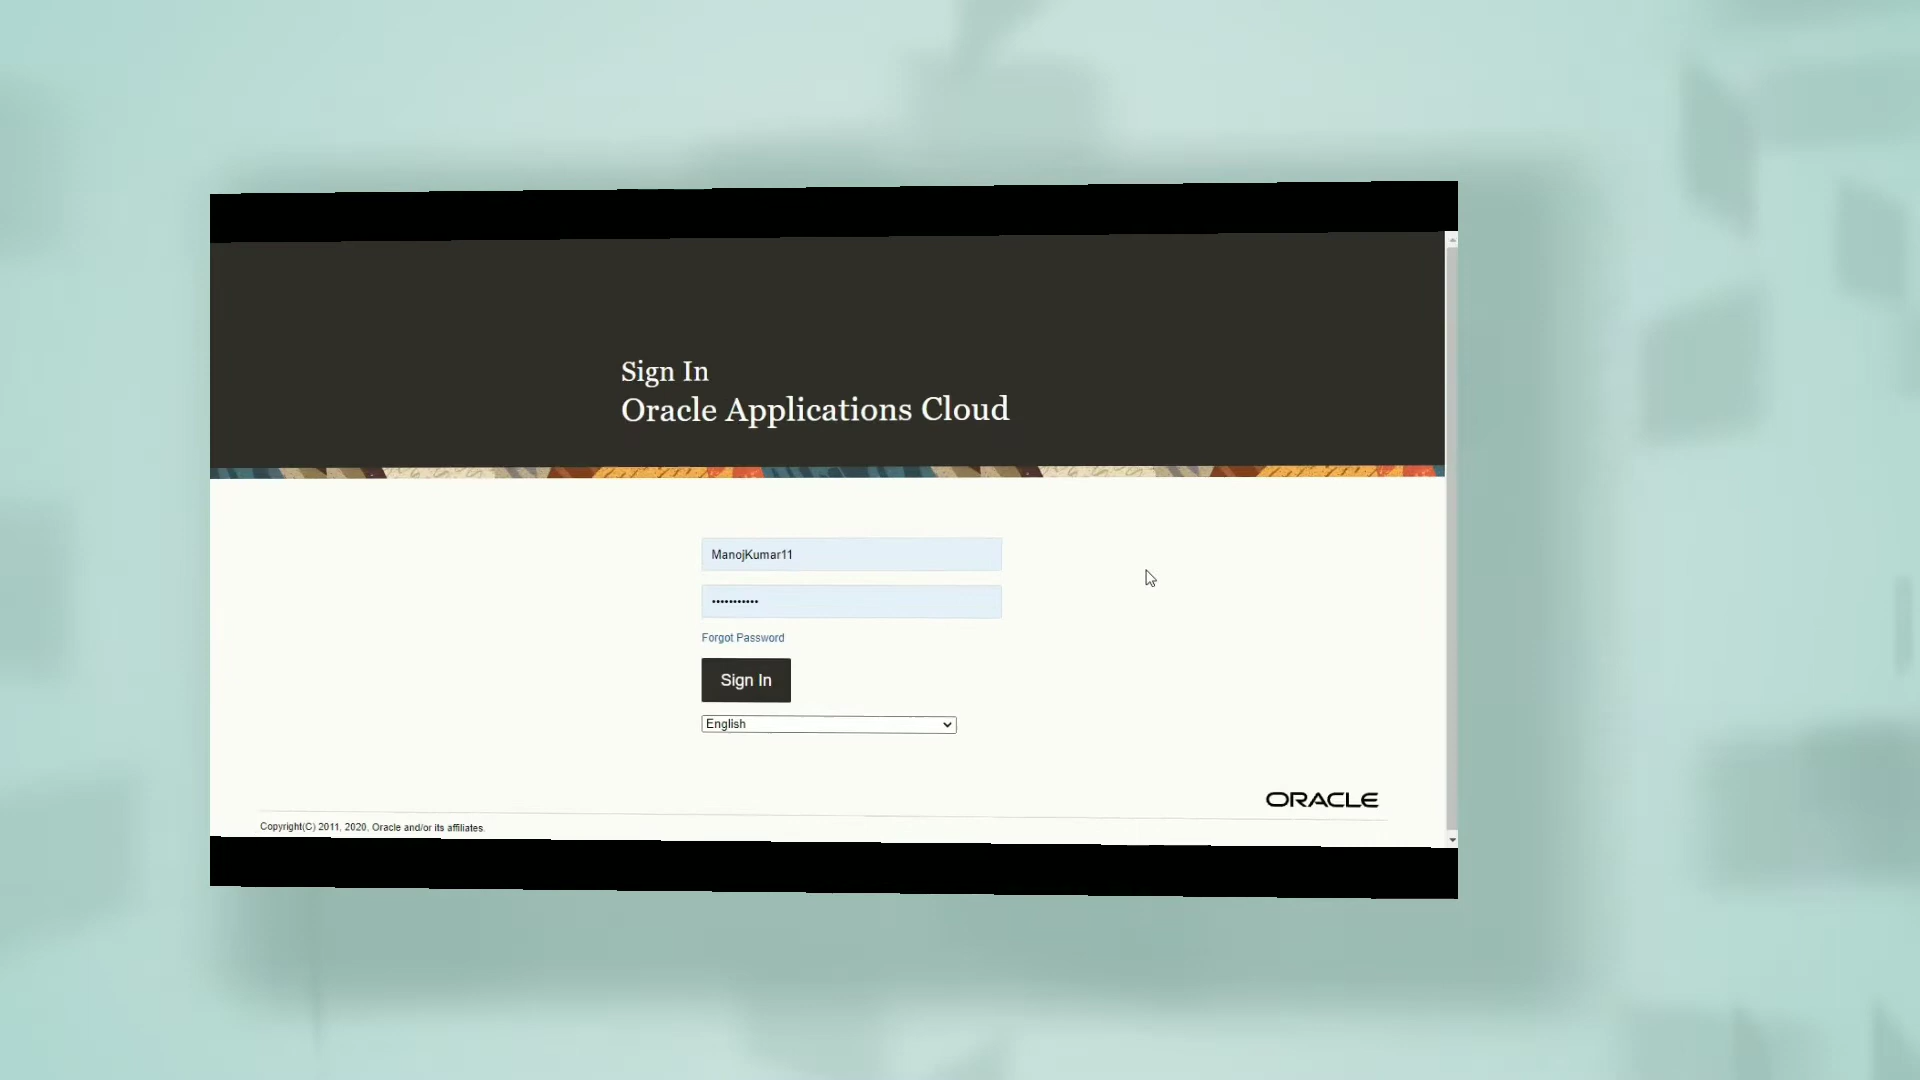 Sign In
Oracle Applications Cloud
ManojKumar11
•••••••••••
Forgot Password
Sign In
English
ORACLE
Copyright(C) 2011, 2020, Oracle and/or its affiliates.